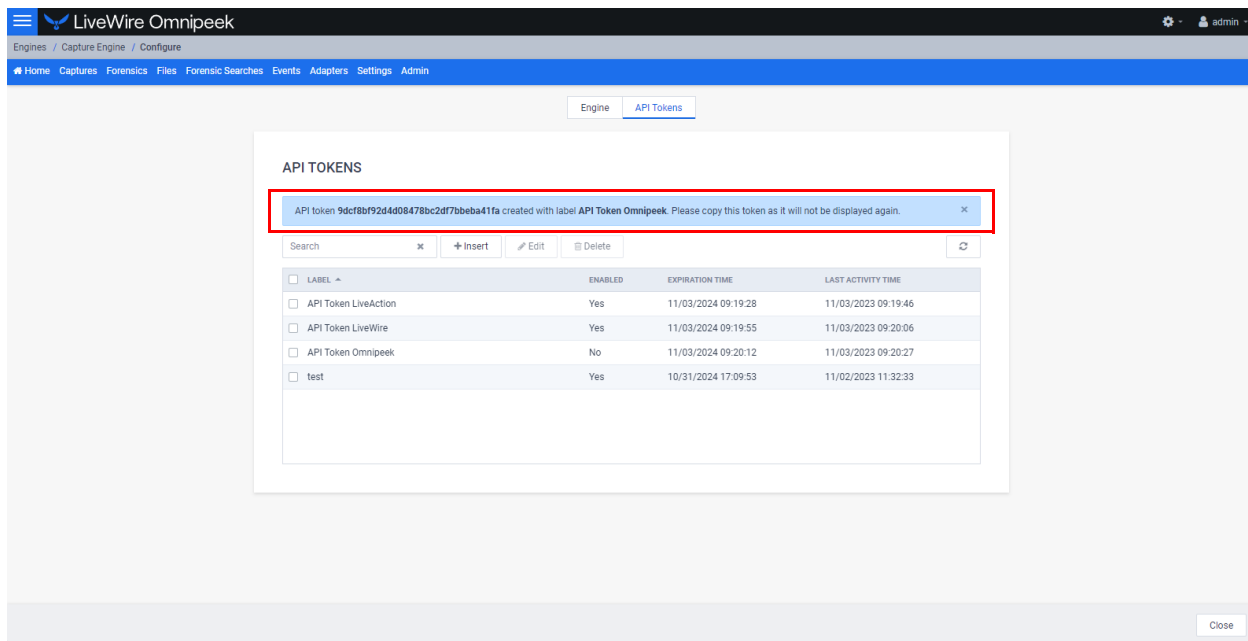 LiveWire Omnipeek
admin
Engines / Capture Engine / Configure
Home Captures Forensics Files Forensic Searches Events Adapters Settings Admin
Engine API Tokens
API TOKENS
API token 9dcf8bf92d4d08478bc2df7bbeba41fa created with label API Token Omnipeek. Please copy this token as it will not be displayed again. ×
Search × + Insert Edit Delete
LABEL ENABLED EXPIRATION TIME LAST ACTIVITY TIME
API Token LiveAction Yes 11/03/2024 09:19:28 11/03/2023 09:19:46
API Token LiveWire Yes 11/03/2024 09:19:55 11/03/2023 09:20:06
API Token Omnipeek No 11/03/2024 09:20:12 11/03/2023 09:20:27
test Yes 10/31/2024 17:09:53 11/02/2023 11:32:33
Close